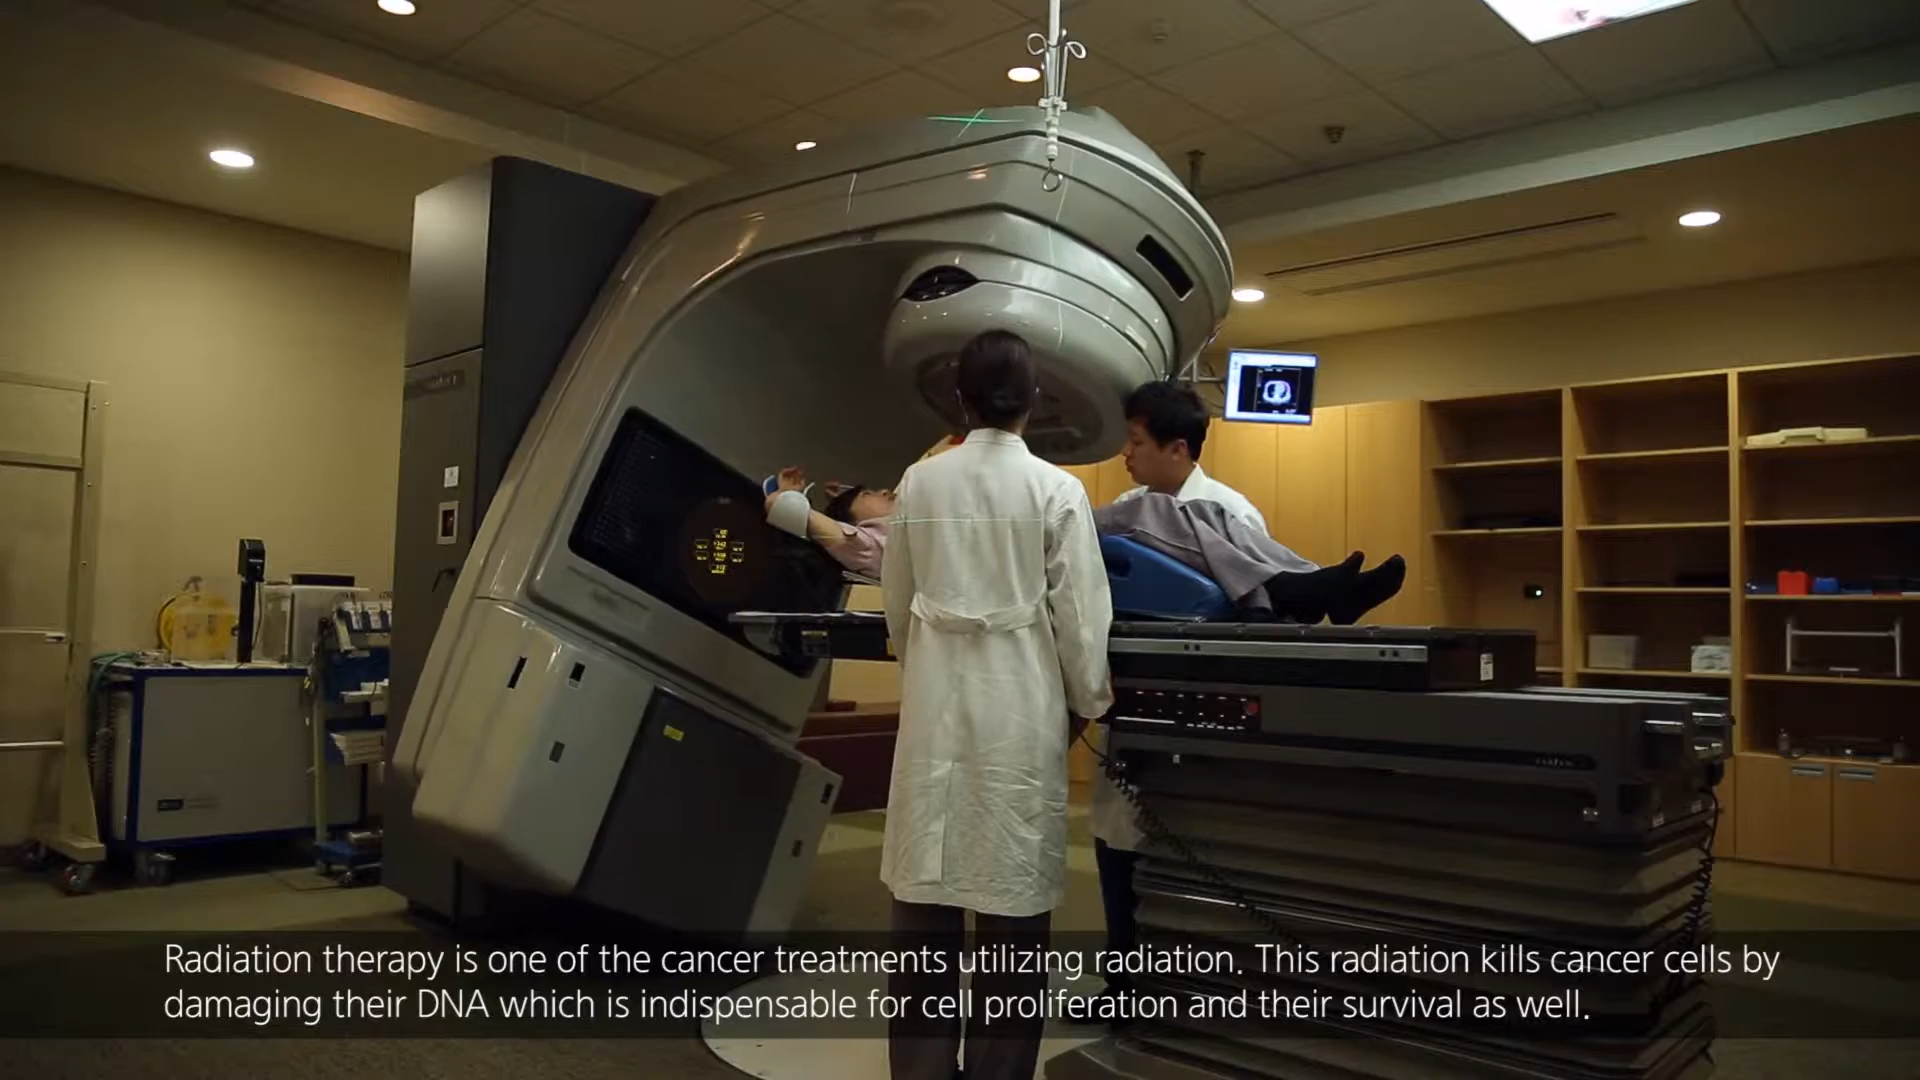 Radiation therapy is one of the cancer treatments utilizing radiation. This radiation kills cancer cells by
damaging their DNA which is indispensable for cell proliferation and their survival as well.